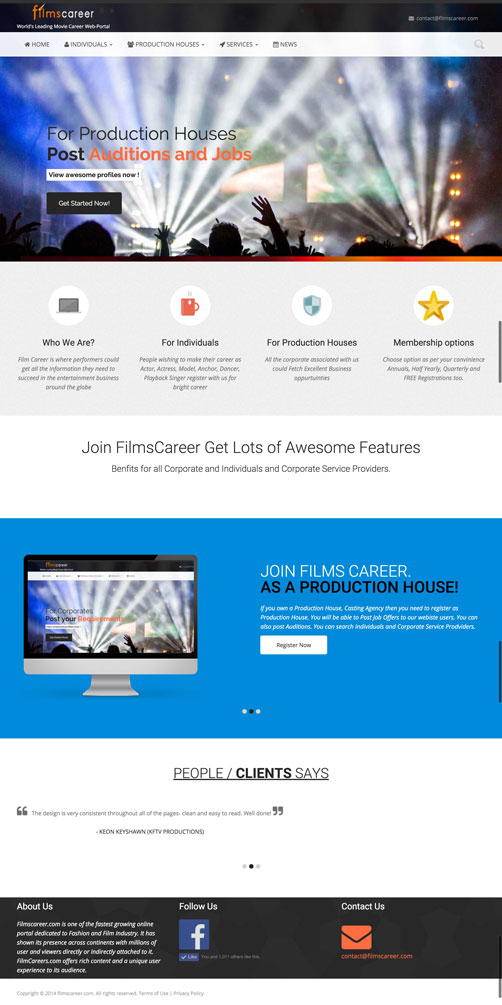 filmscareer
World's Leading Movie Career Web-Portal
contact@filmscareer.com
HOME INDIVIDUALS PRODUCTION HOUSES SERVICES NEWS
For Production Houses
Post Auditions and Jobs
View awesome profiles now !
Get Started Now!
Who We Are?
Film Career is where performers could
get all the information they need to
succeed in the entertainment business
around the globe
For Individuals
People wishing to make their career as
Actor, Actress, Model, Anchor, Dancer,
Playback Singer register with us for
bright career
For Production Houses
All the corporate associated with us
could Fetch Excellent Business
oppurtuinties
Membership options
Choose option as per your convinience
Annuals, Half Yearly, Quarterly and
FREE Registrations too.
Join FilmsCareer Get Lots of Awesome Features
Benfits for all Corporate and Individuals and Corporate Service Providers.
filmscareer
For Corporates
Post your Requirements
JOIN FILMS CAREER.
AS A PRODUCTION HOUSE!
If you own a Production House, Casting Agency then you need to register as
Production House. You will be able to Post Job Offers to our webiste users. You can
also post Auditions. You can search Individuals and Corporate Service Prodviders.
Register Now
PEOPLE / CLIENTS SAYS
The design is very consistent throughout all of the pages- clean and easy to read. Well done!
- KEON KEYSHAWN (KFTV PRODUCTIONS)
About Us
Filmscareer.com is one of the fastest growing online
portal dedicated to Fashion and Film Industry. It has
shown its presence across continents with millions of
user and viewers directly or indirectly attached to it.
FilmCareers.com offers rich content and a unique user
experience to its audience.
Follow Us
Like You and 1,011 others like this.
Contact Us
contact@filmscareer.com
Copyright © 2014 filmscareer.com. All rights reserved. Terms of Use | Privacy Policy